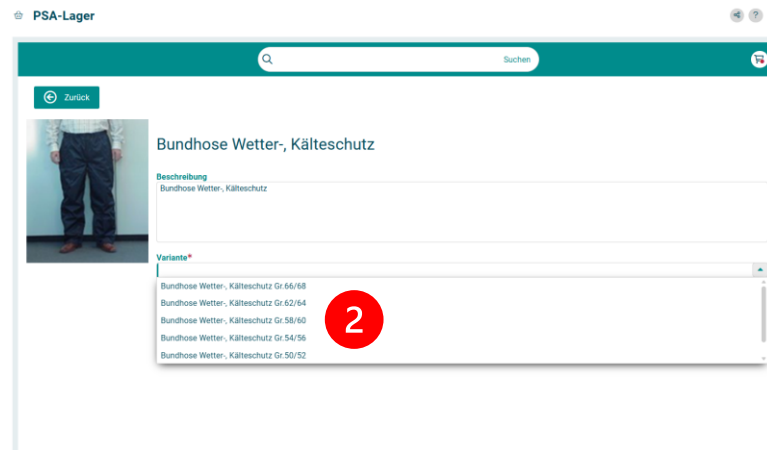 PSA-Lager
?
Suchen
Zurück
Bundhose Wetter-, Kälteschutz
Beschreibung
Bundhose Wetter-, Kälteschutz
Variante*
Bundhose Wetter-, Kälteschutz Gr.66/68
Bundhose Wetter-, Kälteschutz Gr.62/64
Bundhose Wetter-, Kälteschutz Gr.58/60
2
Bundhose Wetter-, Kälteschutz Gr.54/56
Bundhose Wetter-, Kälteschutz Gr.50/52